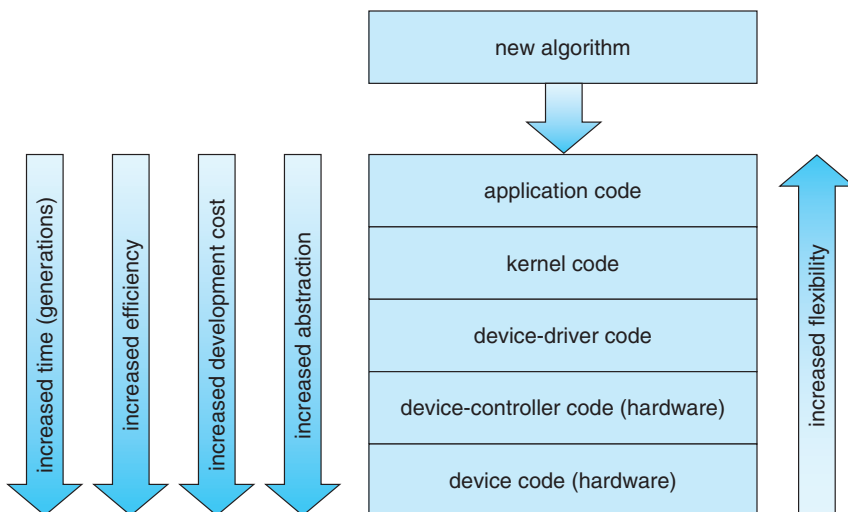 new algorithm
increased time (generations)
increased efficiency
increased development cost
increased abstraction
application code
kernel code
device-driver code
device-controller code (hardware)
device code (hardware)
increased flexibility